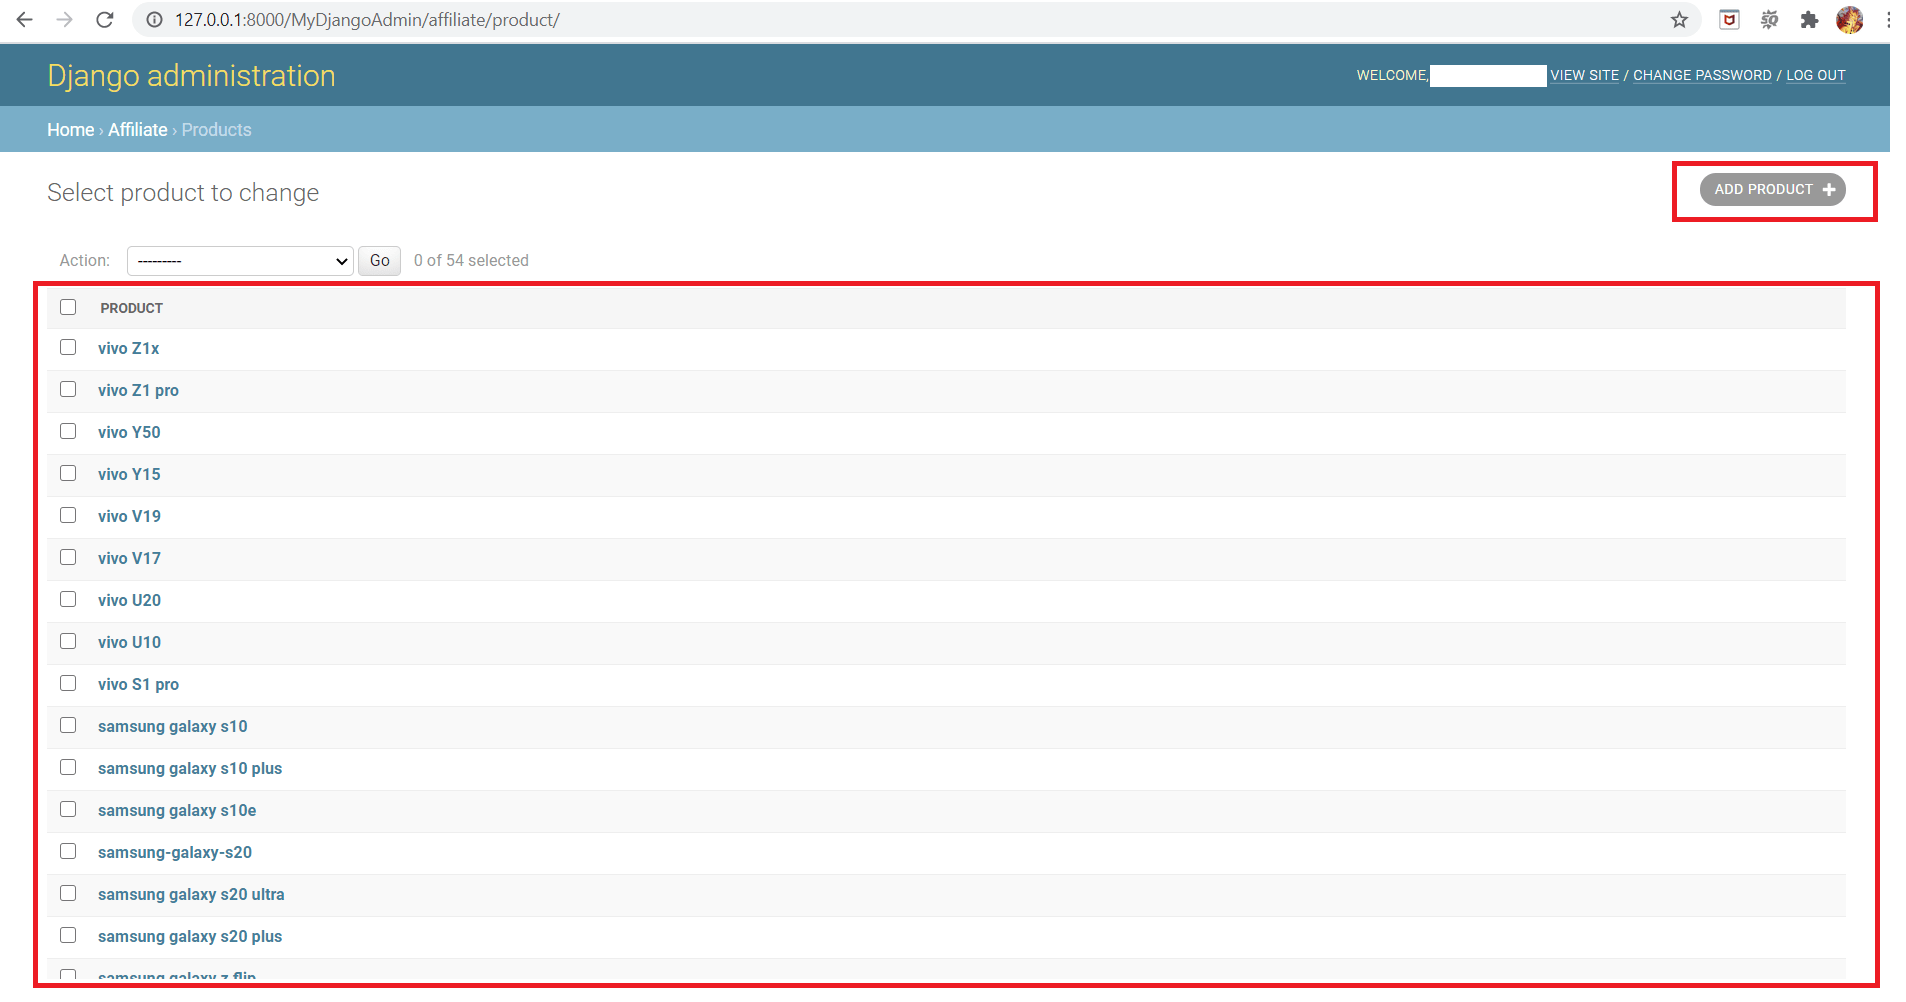 127.0.0.1:8000/MyDjangoAdmin/affiliate/product/
Django administration
WELCOME, VIEW SITE / CHANGE PASSWORD / LOG OUT
Home › Affiliate › Products
Select product to change
ADD PRODUCT +
Action: --------- Go 0 of 54 selected
PRODUCT
vivo Z1x
vivo Z1 pro
vivo Y50
vivo Y15
vivo V19
vivo V17
vivo U20
vivo U10
vivo S1 pro
samsung galaxy s10
samsung galaxy s10 plus
samsung galaxy s10e
samsung-galaxy-s20
samsung galaxy s20 ultra
samsung galaxy s20 plus
samsung galaxy z flip